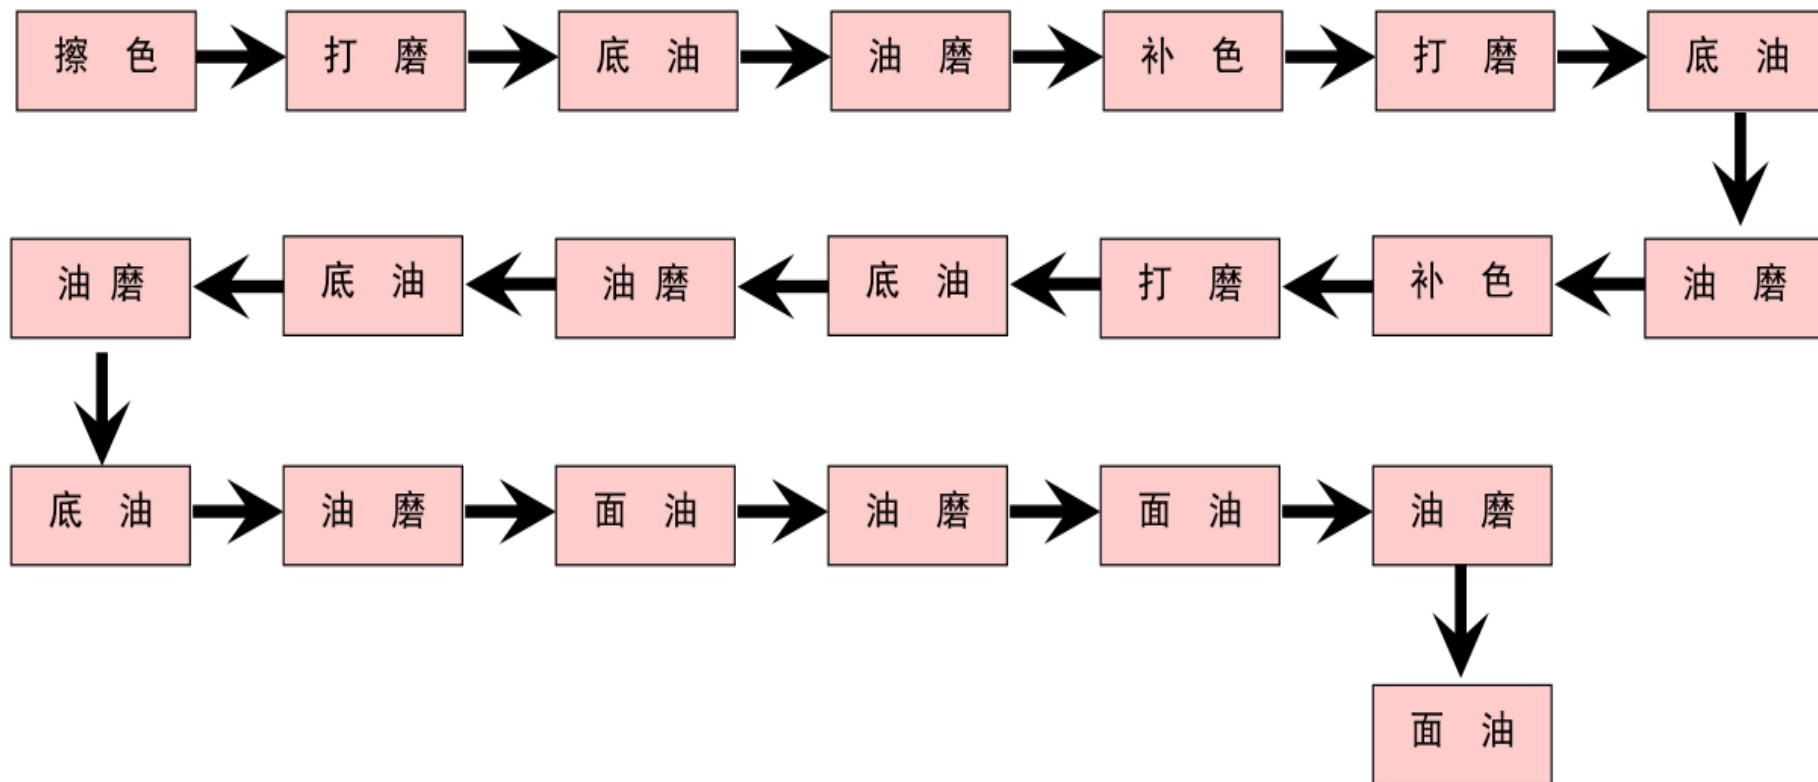 擦 色 打 磨 底 油 油 磨 补 色 打 磨 底 油
油 磨 底 油 油 磨 底 油 打 磨 补 色 油 磨
底 油 油 磨 面 油 油 磨 面 油 油 磨
面 油